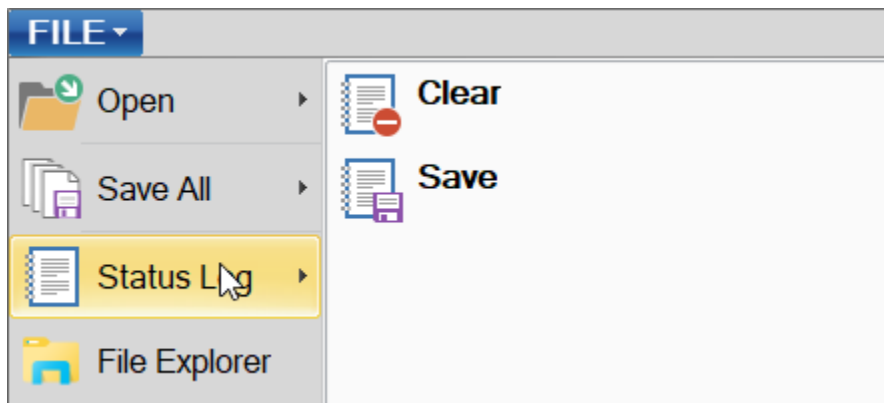 FILE
Open
Clear
Save All
Save
Status Log
File Explorer